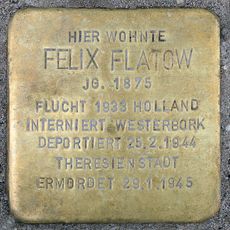 HIER WOHNTE
FELIX FLATOW
JG. 1875
FLUCHT 1933 HOLLAND
INTERNIERT WESTERBORK
DEPORTIERT 25.2.1944
THERESIENSTADT
ERMORDET 29.1.1945